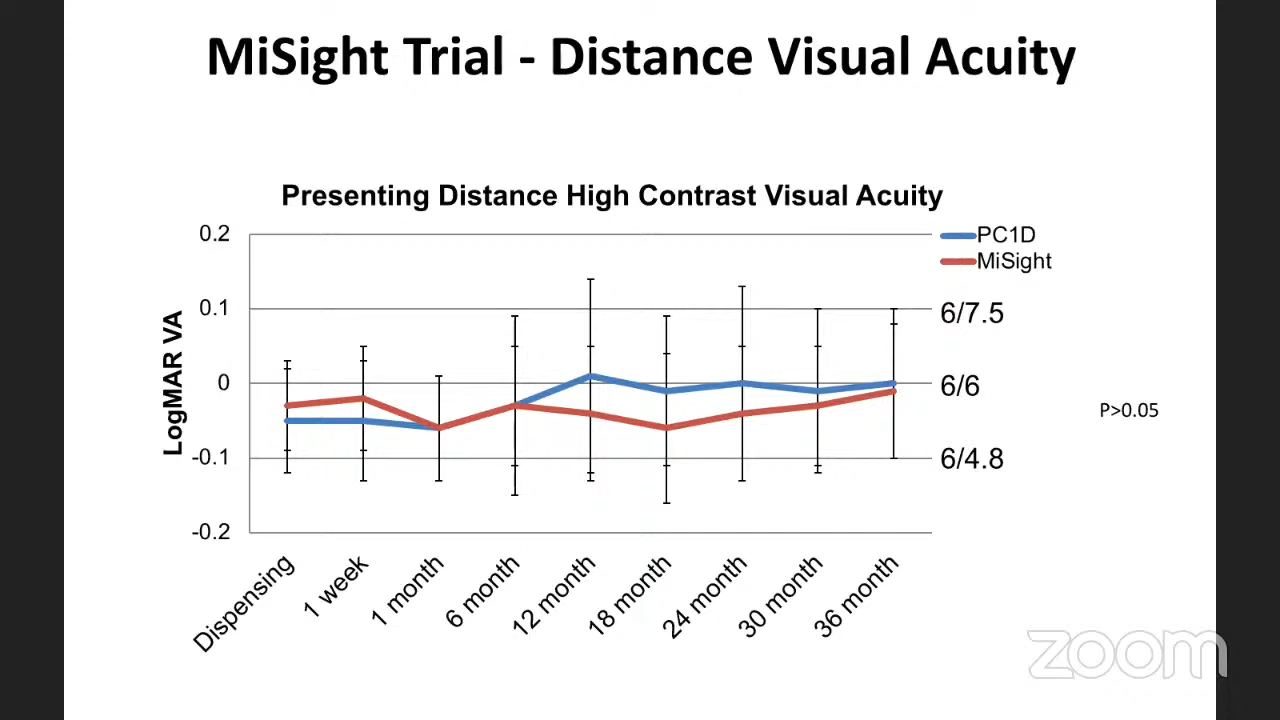 MiSight Trial - Distance Visual Acuity
Presenting Distance High Contrast Visual Acuity
PC1D
MiSight
LogMAR VA
0.2
0.1
0
-0.1
-0.2
6/7.5
6/6
6/4.8
P>0.05
Dispensing
1 week
1 month
6 month
12 month
18 month
24 month
30 month
36 month
zoom